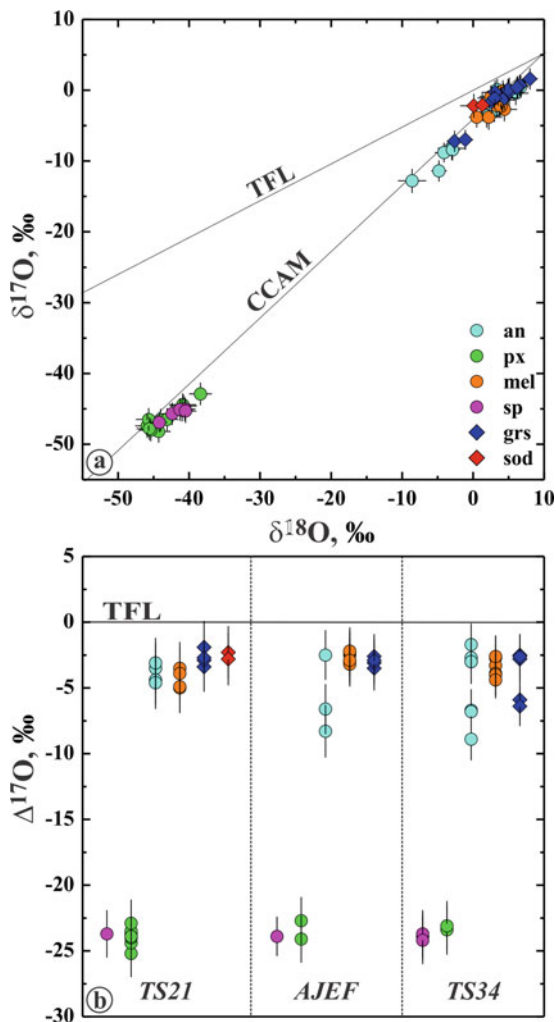 10
0
-10
-20
-30
-40
-50
δ¹⁷O, ‰
TFL
CCAM
an
px
mel
sp
grs
sod
a
-50 -40 -30 -20 -10 0 10
δ¹⁸O, ‰
5
0
-5
-10
-15
-20
-25
-30
Δ¹⁷O, ‰
TFL
b
TS21 AJEF TS34